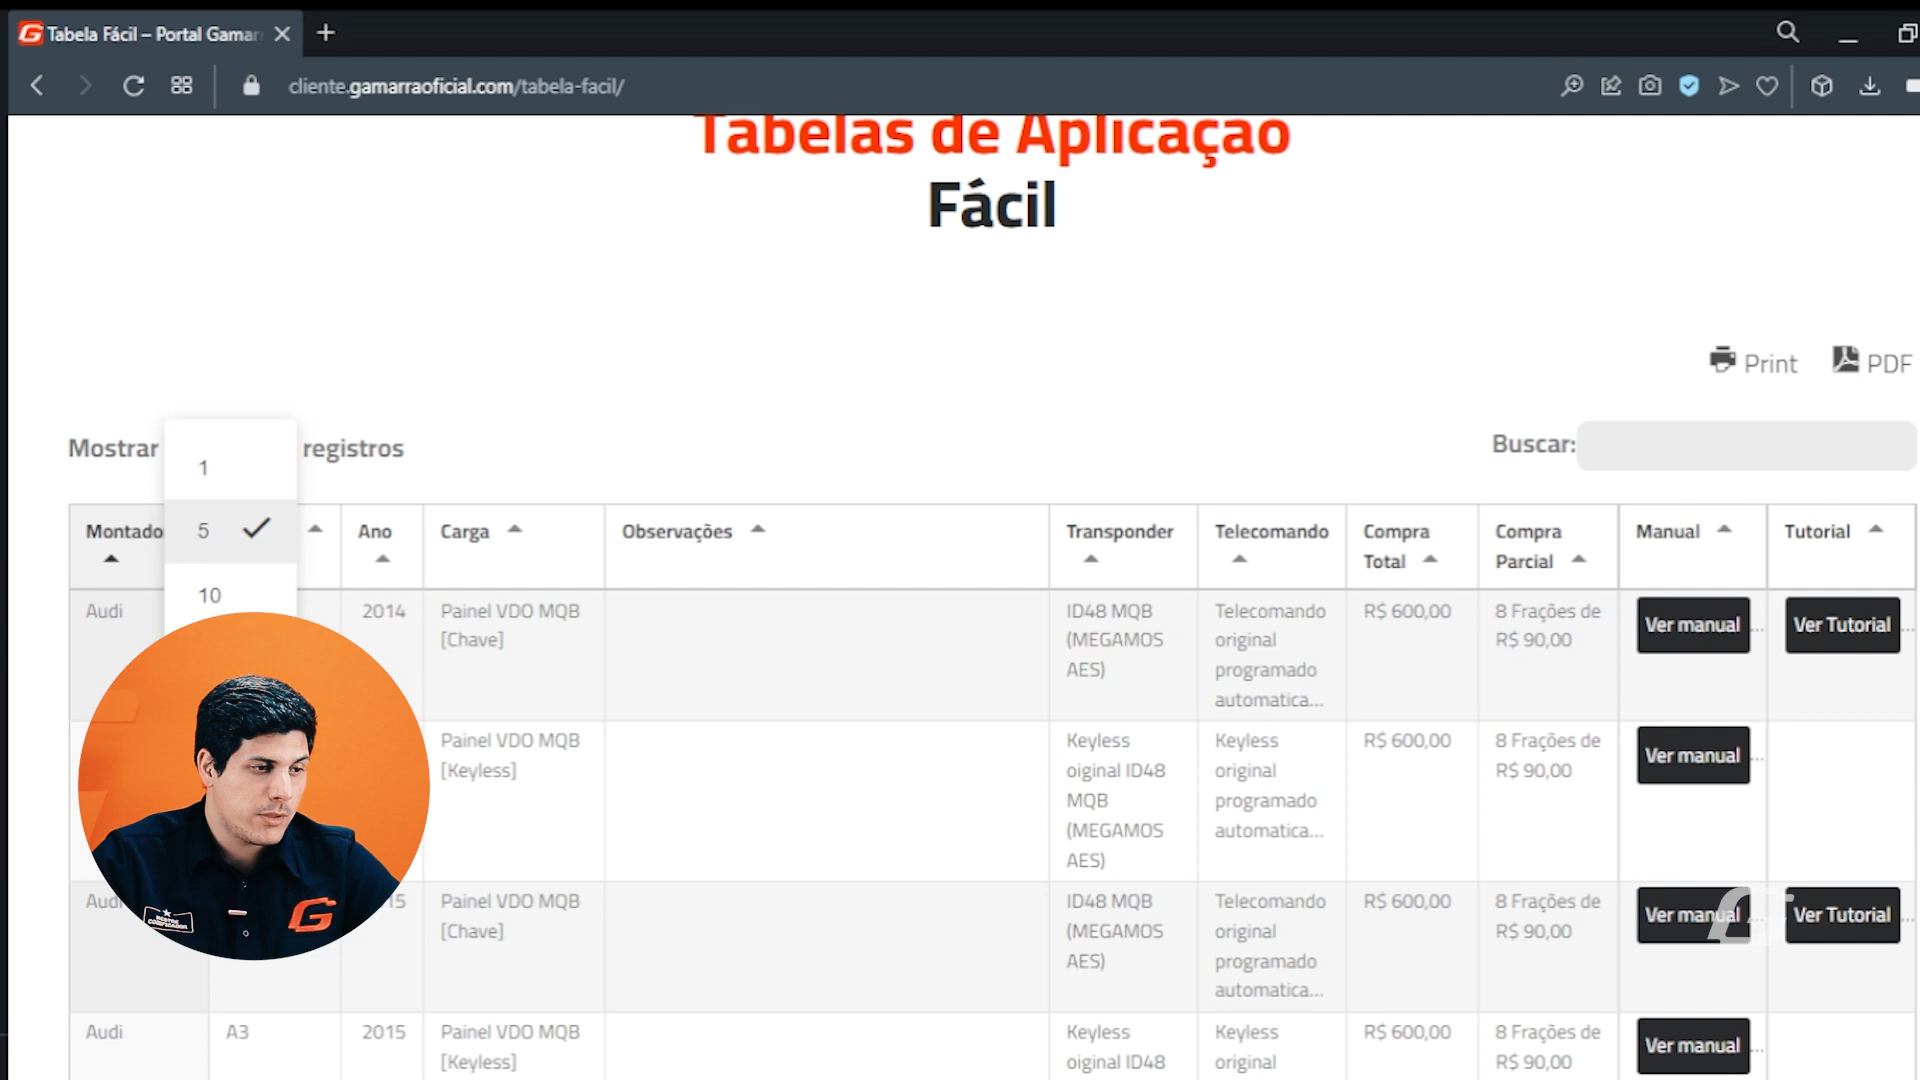 Tabela Fácil – Portal Gamar
cliente.gamarraoficial.com/tabela-facil/
Tabelas de Aplicação
Fácil
Print PDF
Mostrar registros
Buscar:
1
5
10
Montado Ano Carga Observações Transponder Telecomando Compra Total Compra Parcial Manual Tutorial
Audi 2014 Painel VDO MQB [Chave] ID48 MQB (MEGAMOS AES) Telecomando original programado automatica... R$ 600,00 8 Frações de R$ 90,00 Ver manual... Ver Tutorial...
Painel VDO MQB [Keyless] Keyless oiginal ID48 MQB (MEGAMOS AES) Keyless original programado automatica... R$ 600,00 8 Frações de R$ 90,00 Ver manual...
Audi 15 Painel VDO MQB [Chave] ID48 MQB (MEGAMOS AES) Telecomando original programado automatica... R$ 600,00 8 Frações de R$ 90,00 Ver manual Ver Tutorial...
Audi A3 2015 Painel VDO MQB [Keyless] Keyless oiginal ID48 Keyless original R$ 600,00 8 Frações de R$ 90,00 Ver manual...